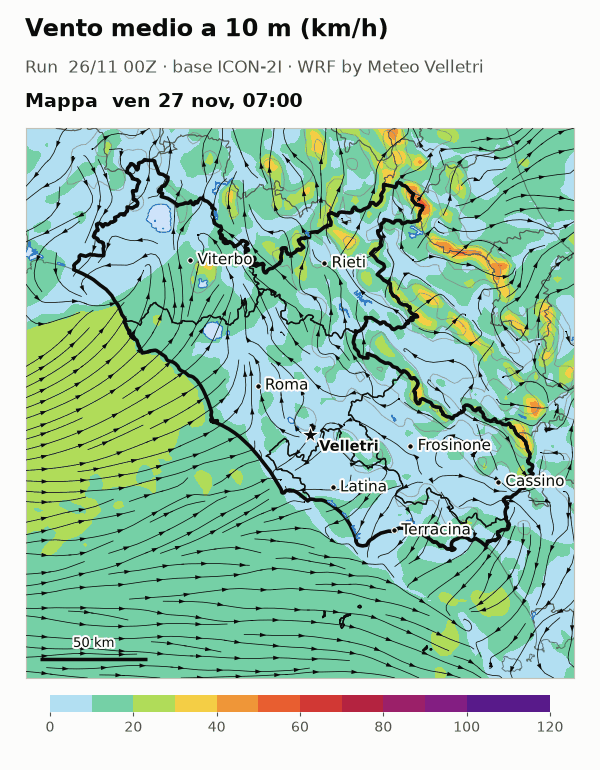 Vento medio a 10 m (km/h)
Run  26/11 00Z · base ICON-2I · WRF by Meteo Velletri
Mappa  ven 27 nov, 07:00
Viterbo
Rieti
Roma
Velletri
Frosinone
Latina
Cassino
Terracina
50 km
0 20 40 60 80 100 120